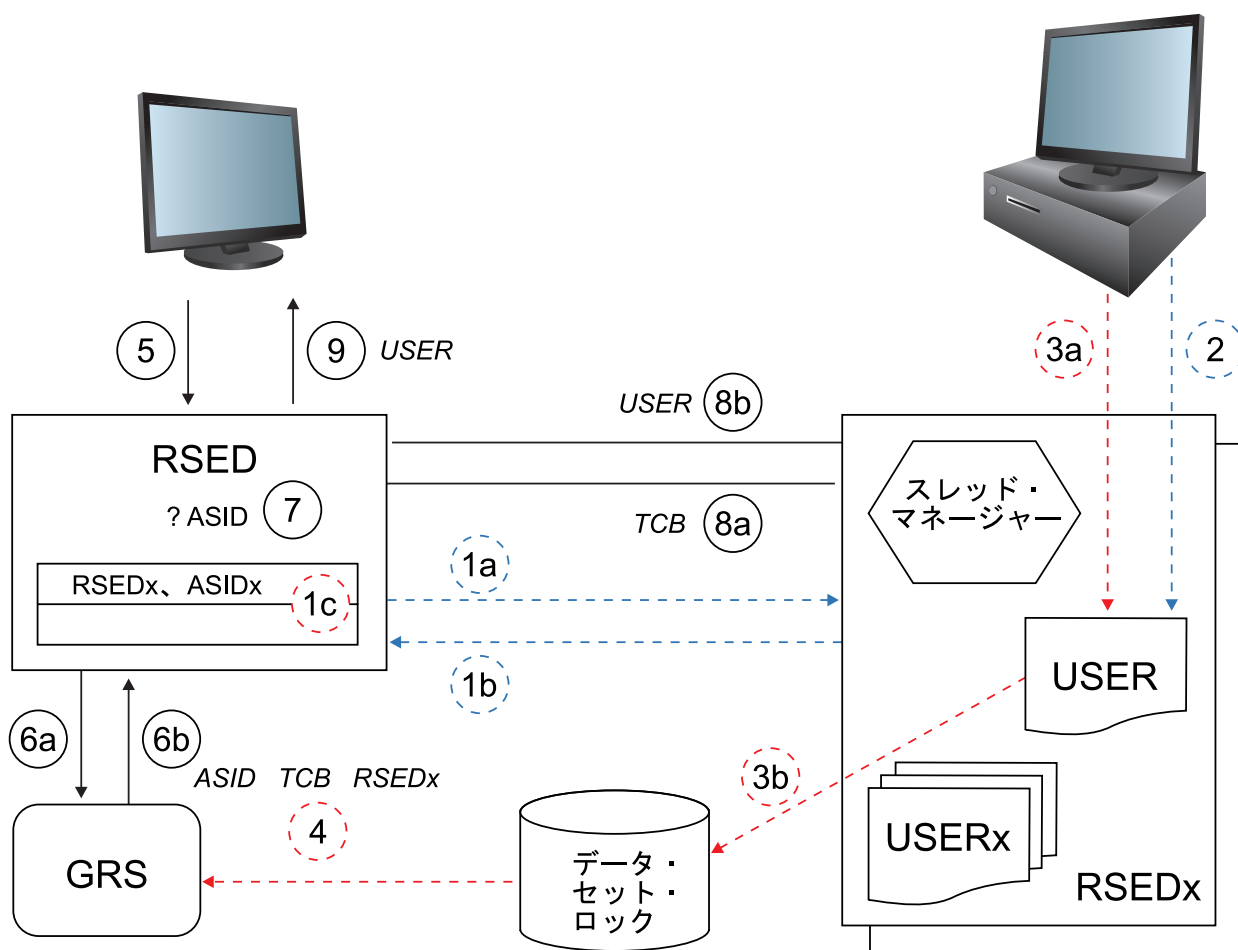 5
9 USER
3a
2
USER 8b
RSED
? ASID 7
TCB 8a
スレッド・
マネージャー
RSEDx、ASIDx
1c
1a
1b
USER
6a
6b
ASID TCB RSEDx
4
3b
GRS
データ・
セット・
ロック
USERx
RSEDx